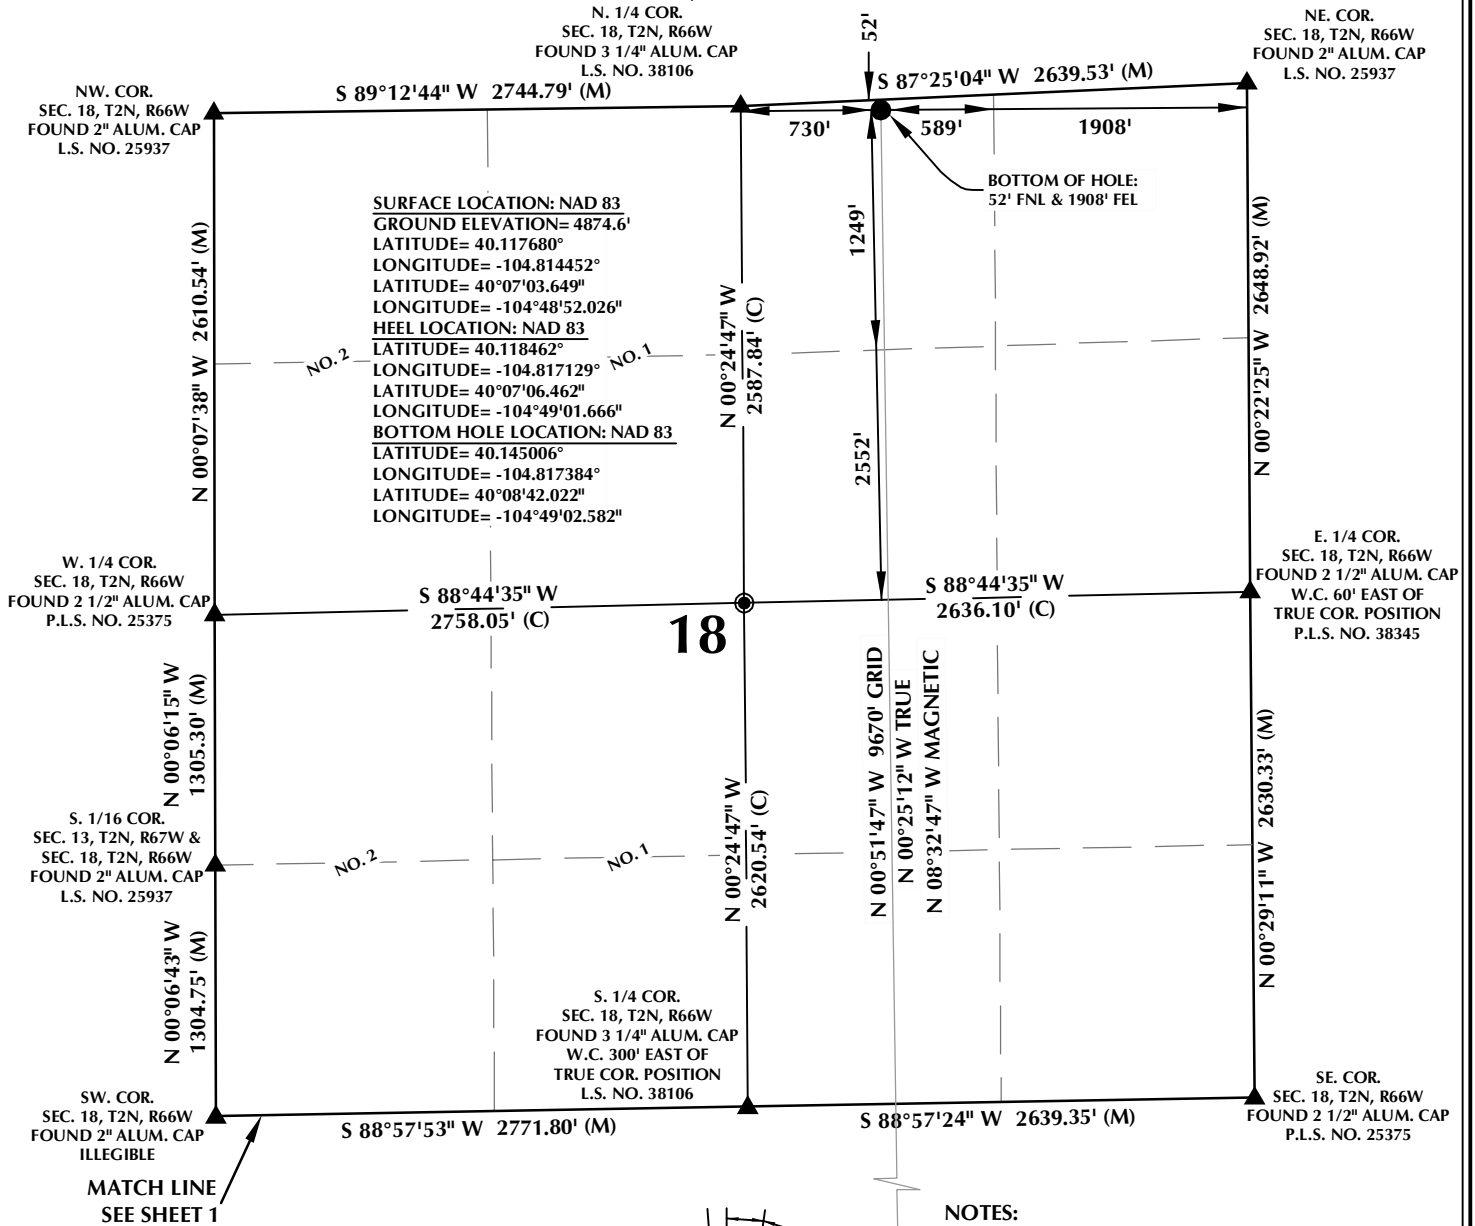 N. 1/4 COR.
SEC. 18, T2N, R66W
FOUND 3 1/4" ALUM. CAP
L.S. NO. 38106
52'
NE. COR.
SEC. 18, T2N, R66W
FOUND 2" ALUM. CAP
L.S. NO. 25937
NW. COR.
SEC. 18, T2N, R66W
FOUND 2" ALUM. CAP
L.S. NO. 25937
S 89°12'44" W 2744.79' (M)
S 87°25'04" W 2639.53' (M)
730'
589'
1908'
BOTTOM OF HOLE:
52' FNL & 1908' FEL
SURFACE LOCATION: NAD 83
GROUND ELEVATION= 4874.6'
LATITUDE= 40.117680°
LONGITUDE= -104.814452°
LATITUDE= 40°07'03.649"
LONGITUDE= -104°48'52.026"
HEEL LOCATION: NAD 83
LATITUDE= 40.118462°
LONGITUDE= -104.817129°
LATITUDE= 40°07'06.462"
LONGITUDE= -104°49'01.666"
BOTTOM HOLE LOCATION: NAD 83
LATITUDE= 40.145006°
LONGITUDE= -104.817384°
LATITUDE= 40°08'42.022"
LONGITUDE= -104°49'02.582"
N 00°07'38" W 2610.54' (M)
NO. 2
NO. 1
N 00°24'47" W
2587.84' (C)
1249'
2552'
N 00°22'25" W 2648.92' (M)
W. 1/4 COR.
SEC. 18, T2N, R66W
FOUND 2 1/2" ALUM. CAP
P.L.S. NO. 25375
S 88°44'35" W
2758.05' (C)
18
S 88°44'35" W
2636.10' (C)
E. 1/4 COR.
SEC. 18, T2N, R66W
FOUND 2 1/2" ALUM. CAP
W.C. 60' EAST OF
TRUE COR. POSITION
P.L.S. NO. 38345
N 00°06'15" W
1305.30' (M)
N 00°51'47" W 9670' GRID
N 00°25'12" W TRUE
N 08°32'47" W MAGNETIC
N 00°24'47" W
2620.54' (C)
N 00°29'11" W 2630.33' (M)
S. 1/16 COR.
SEC. 13, T2N, R67W &
SEC. 18, T2N, R66W
FOUND 2" ALUM. CAP
L.S. NO. 25937
NO. 2
NO. 1
N 00°06'43" W
1304.75' (M)
S. 1/4 COR.
SEC. 18, T2N, R66W
FOUND 3 1/4" ALUM. CAP
W.C. 300' EAST OF
TRUE COR. POSITION
L.S. NO. 38106
SW. COR.
SEC. 18, T2N, R66W
FOUND 2" ALUM. CAP
ILLEGIBLE
S 88°57'53" W 2771.80' (M)
S 88°57'24" W 2639.35' (M)
SE. COR.
SEC. 18, T2N, R66W
FOUND 2 1/2" ALUM. CAP
P.L.S. NO. 25375
MATCH LINE
SEE SHEET 1
NOTES: